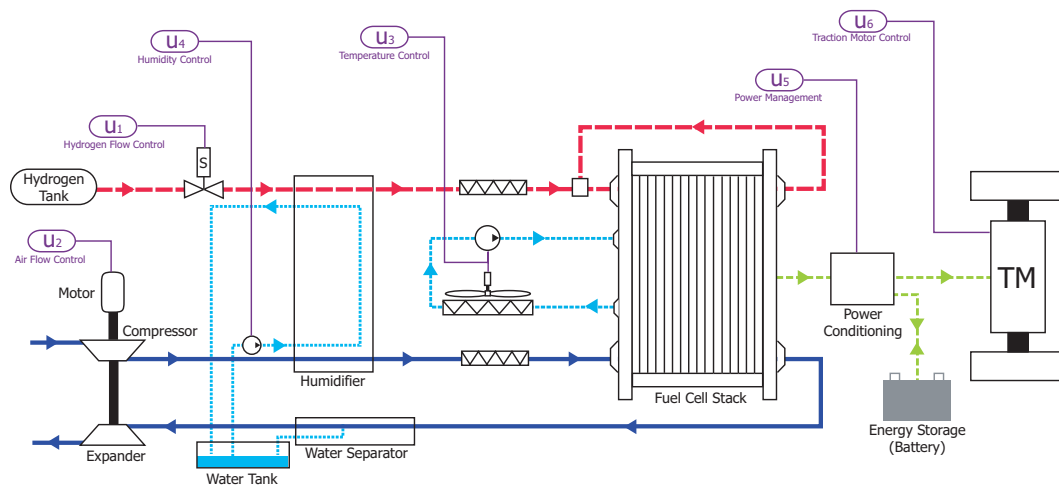 u6
Traction Motor Control
u4
Humidity Control
u3
Temperature Control
u5
Power Management
u1
Hydrogen Flow Control
S
Hydrogen
Tank
u2
Air Flow Control
Motor
Compressor
TM
Power
Conditioning
Humidifier
Fuel Cell Stack
Energy Storage
(Battery)
Expander
Water Separator
Water Tank